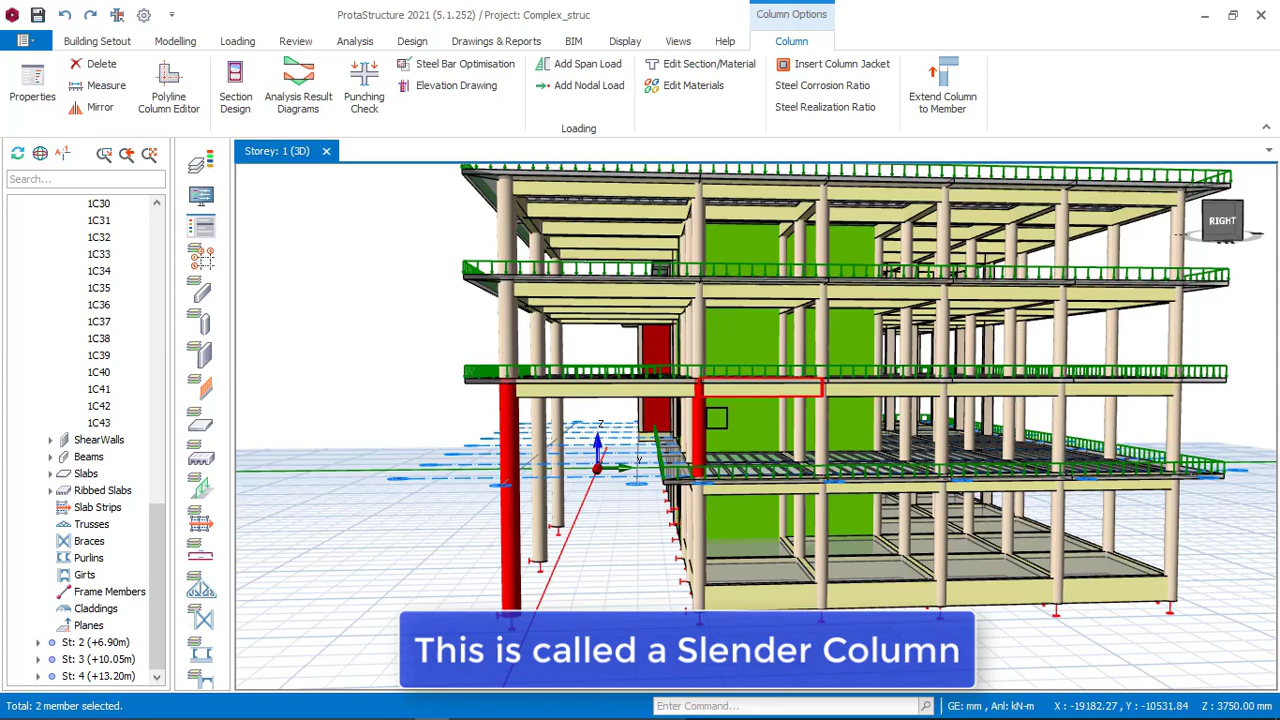 ProtaStructure 2021 (5.1.252) / Project: Complex_struc
Column Options
Building Setout
Modelling
Loading
Review
Analysis
Design
Drawings & Reports
BIM
Display
Views
Help
Column
Properties
Delete
Measure
Mirror
Polyline
Column Editor
Section
Design
Analysis Result
Diagrams
Punching
Check
Steel Bar Optimisation
Elevation Drawing
Add Span Load
Add Nodal Load
Loading
Edit Section/Material
Edit Materials
Insert Column Jacket
Steel Corrosion Ratio
Steel Realization Ratio
Extend Column
to Member
Storey: 1 (3D)
Search...
1C30
1C31
1C32
1C33
1C34
1C35
1C36
1C37
1C38
1C39
1C40
1C41
1C42
1C43
ShearWalls
Beams
Slabs
Ribbed Slabs
Slab Strips
Trusses
Braces
Purlins
Girts
Frame Members
Claddings
Planes
St: 2 (+6.90m)
St: 3 (+10.05m)
St: 4 (+13.20m)
RIGHT
Z
Y
This is called a Slender Column
Total: 2 member selected.
Enter Command...
GE: mm, Anl: kN-m
X : -19182.27
Y : -10531.84
Z : 3750.00 mm